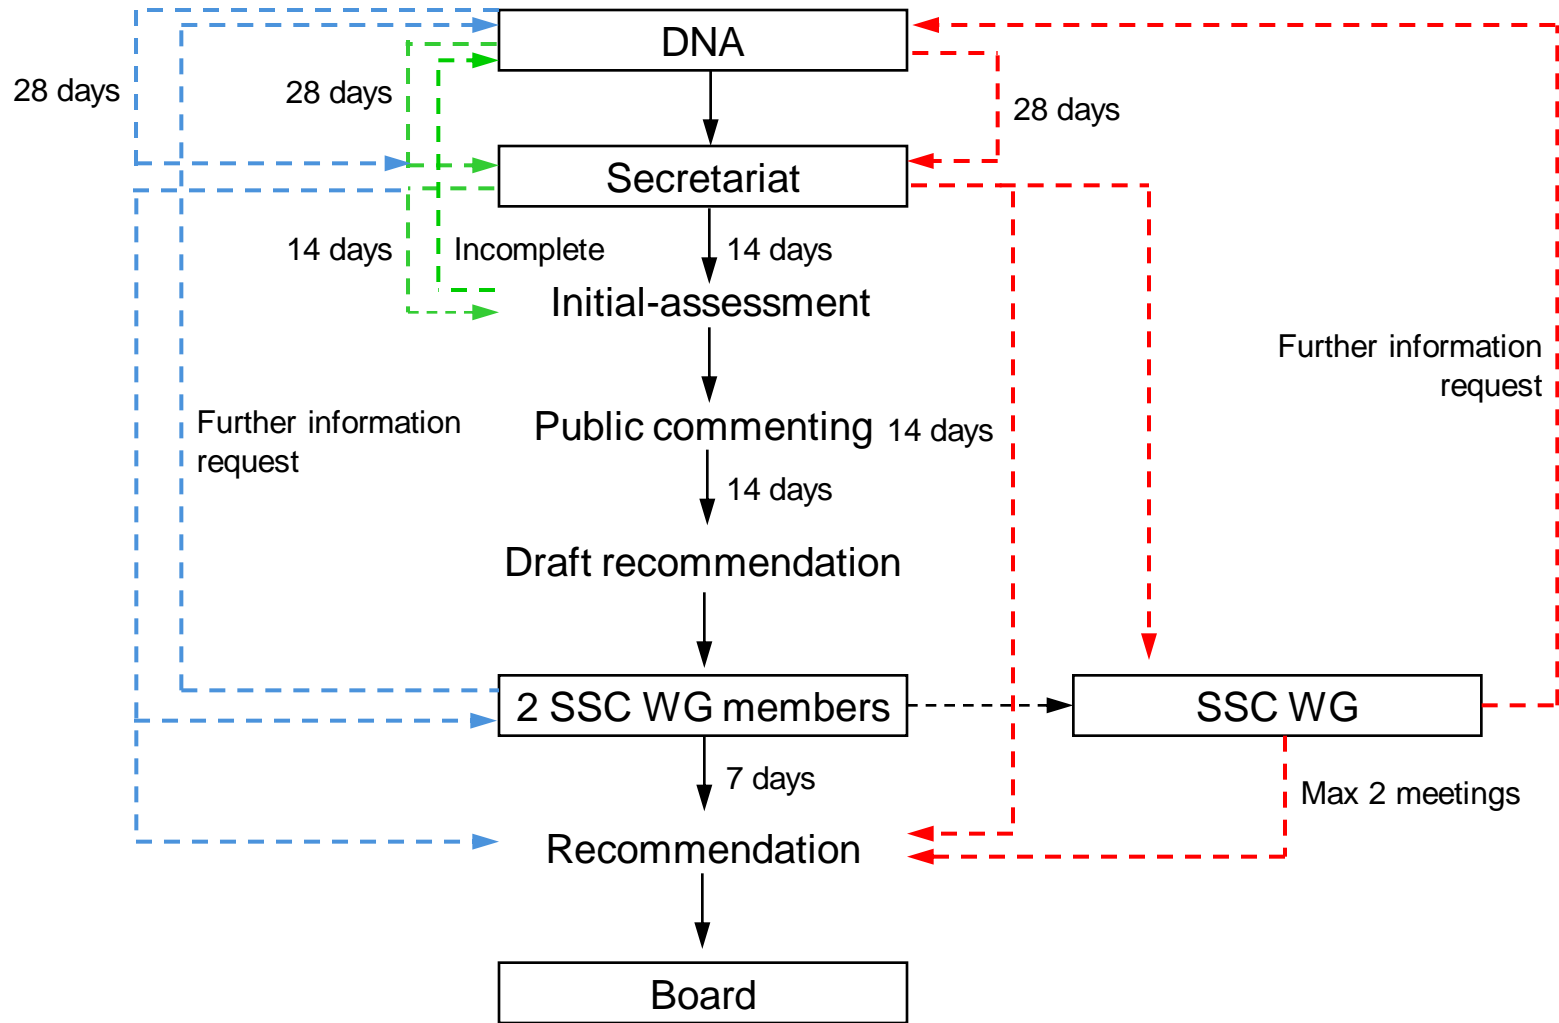 DNA
28 days
28 days
28 days
Secretariat
14 days
Incomplete
14 days
Initial-assessment
Further information
request
Further information
request
Public commenting 14 days
14 days
Draft recommendation
2 SSC WG members
SSC WG
7 days
Max 2 meetings
Recommendation
Board